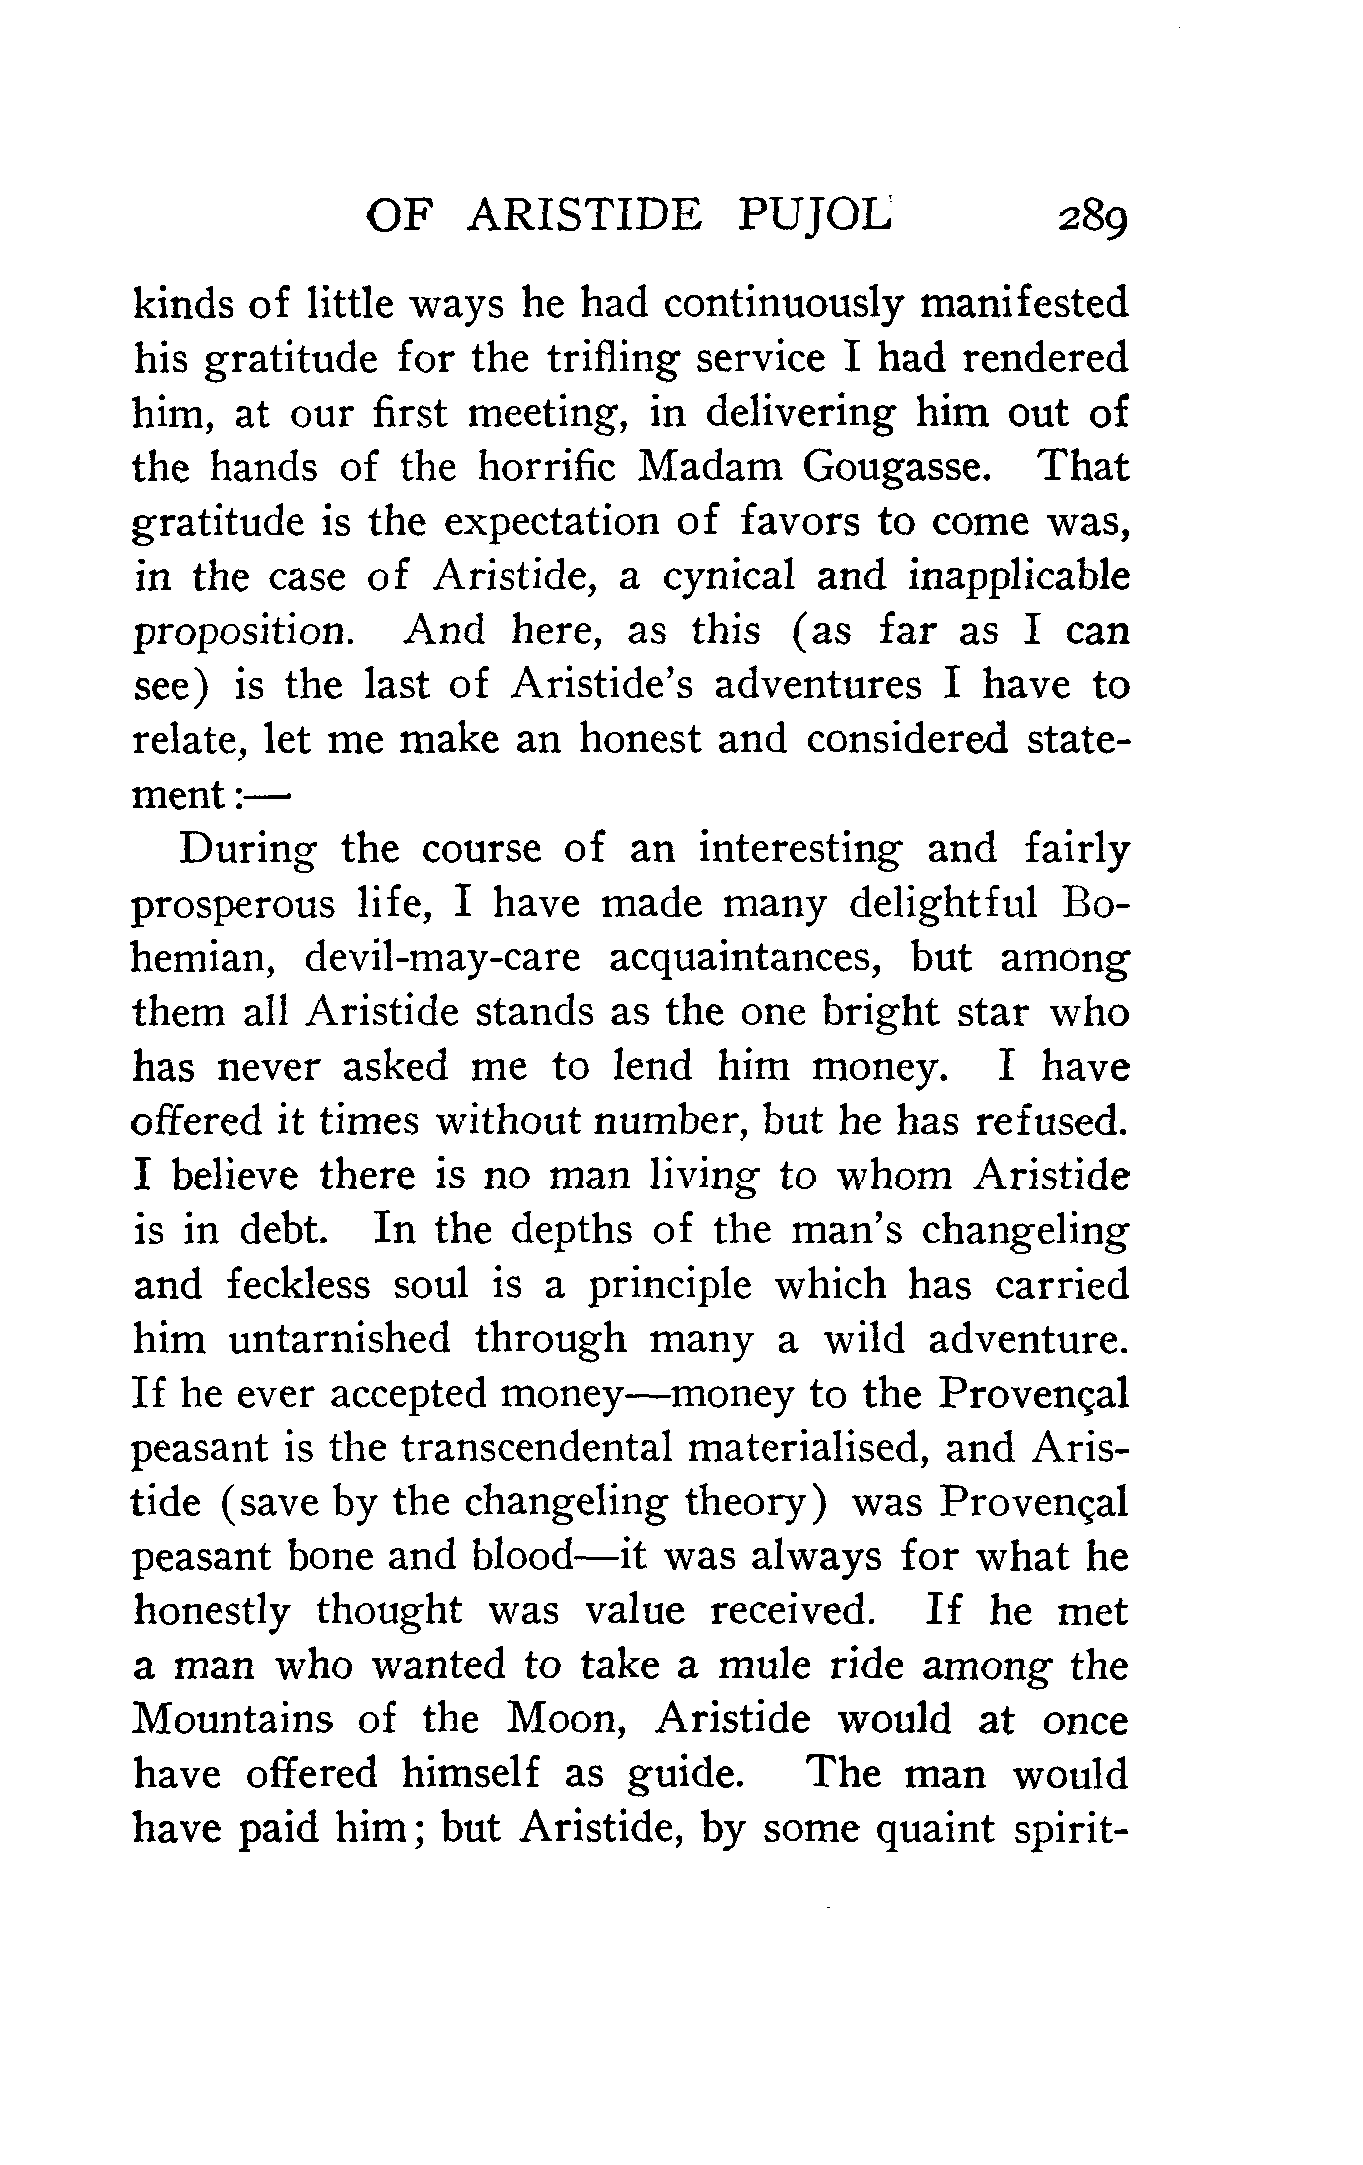 OF ARISTIDE PUJOL 289
kinds of little ways he had continuously manifested
his gratitude for the trifling service I had rendered
him, at our first meeting, in delivering him out of
the hands of the horrific Madam Gougasse. That
gratitude is the expectation of favors to come was,
in the case of Aristide, a cynical and inapplicable
proposition. And here, as this (as far as I can
see) is the last of Aristide's adventures I have to
relate, let me make an honest and considered state-
ment:—
During the course of an interesting and fairly
prosperous life, I have made many delightful Bo-
hemian, devil-may-care acquaintances, but among
them all Aristide stands as the one bright star who
has never asked me to lend him money. I have
offered it times without number, but he has refused.
I believe there is no man living to whom Aristide
is in debt. In the depths of the man's changeling
and feckless soul is a principle which has carried
him untarnished through many a wild adventure.
If he ever accepted money—money to the Provençal
peasant is the transcendental materialised, and Aris-
tide (save by the changeling theory) was Provençal
peasant bone and blood—it was always for what he
honestly thought was value received. If he met
a man who wanted to take a mule ride among the
Mountains of the Moon, Aristide would at once
have offered himself as guide. The man would
have paid him; but Aristide, by some quaint spirit-